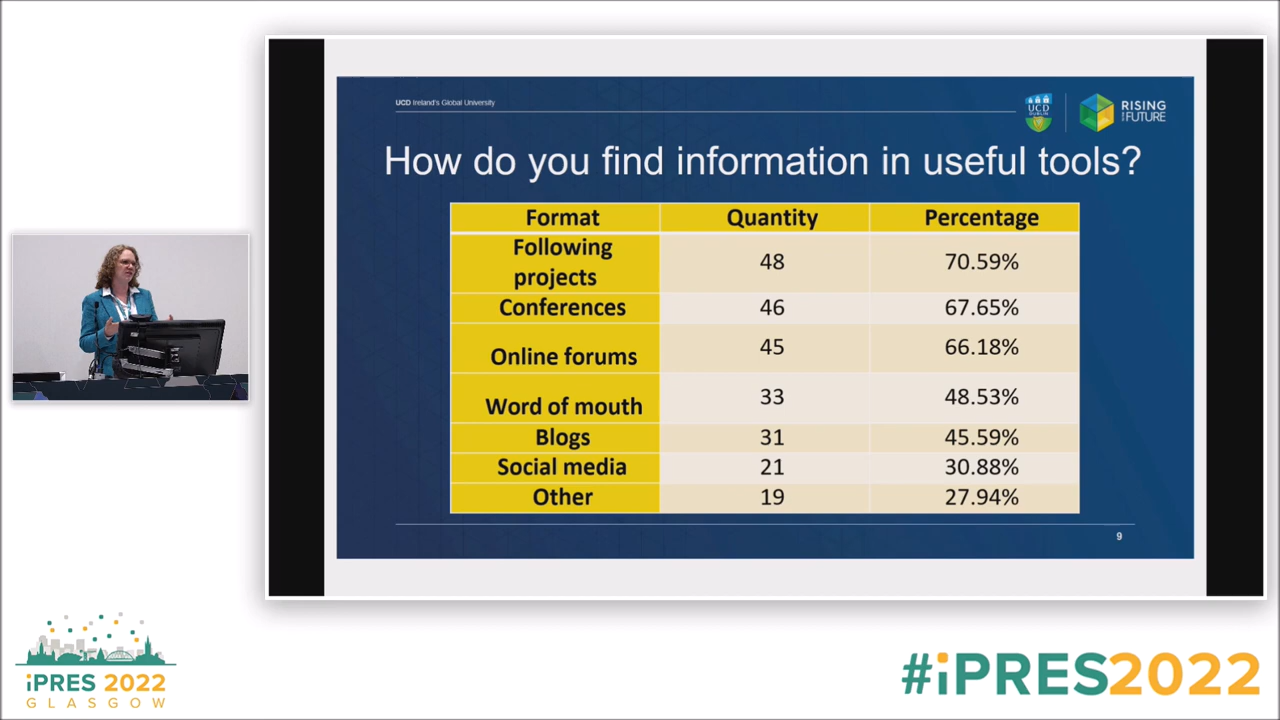 UCD Ireland's Global University
UCD
DUBLIN
RISING
TO THE
FUTURE
How do you find information in useful tools?
Format Quantity Percentage
Following
projects
48 70.59%
Conferences 46 67.65%
Online forums 45 66.18%
Word of mouth 33 48.53%
Blogs 31 45.59%
Social media 21 30.88%
Other 19 27.94%
9
iPRES 2022
GLASGOW
#iPRES2022